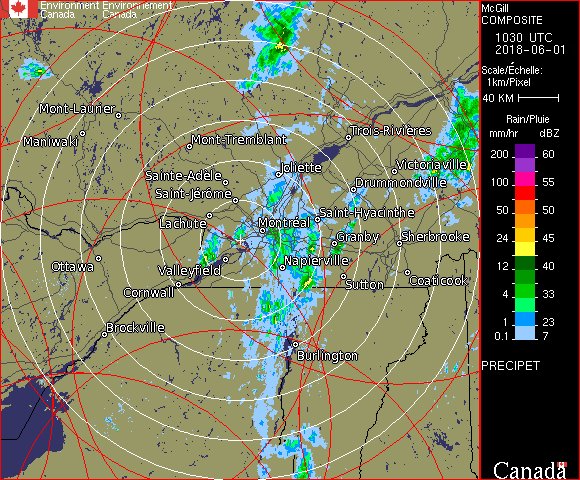 Environment Environnement
Canada Canada
McGill
COMPOSITE
1030 UTC
2018-06-01
Scale/Échelle:
1km/Pixel
40 KM
Rain/Pluie
mm/hr dBZ
200 60
100 55
50 50
24 45
12 40
4 33
1 23
0.1 7
PRECIPET
Canada
Mont-Laurier
Maniwaki
Mont-Tremblant
Trois-Rivières
Victoriaville
Joliette
Sainte-Adèle
Drummondville
Saint-Jérôme
Lachute
Saint-Hyacinthe
Montréal
Granby
Sherbrooke
Ottawa
Valleyfield
Napierville
Cornwall
Sutton
Coaticook
Brockville
Burlington